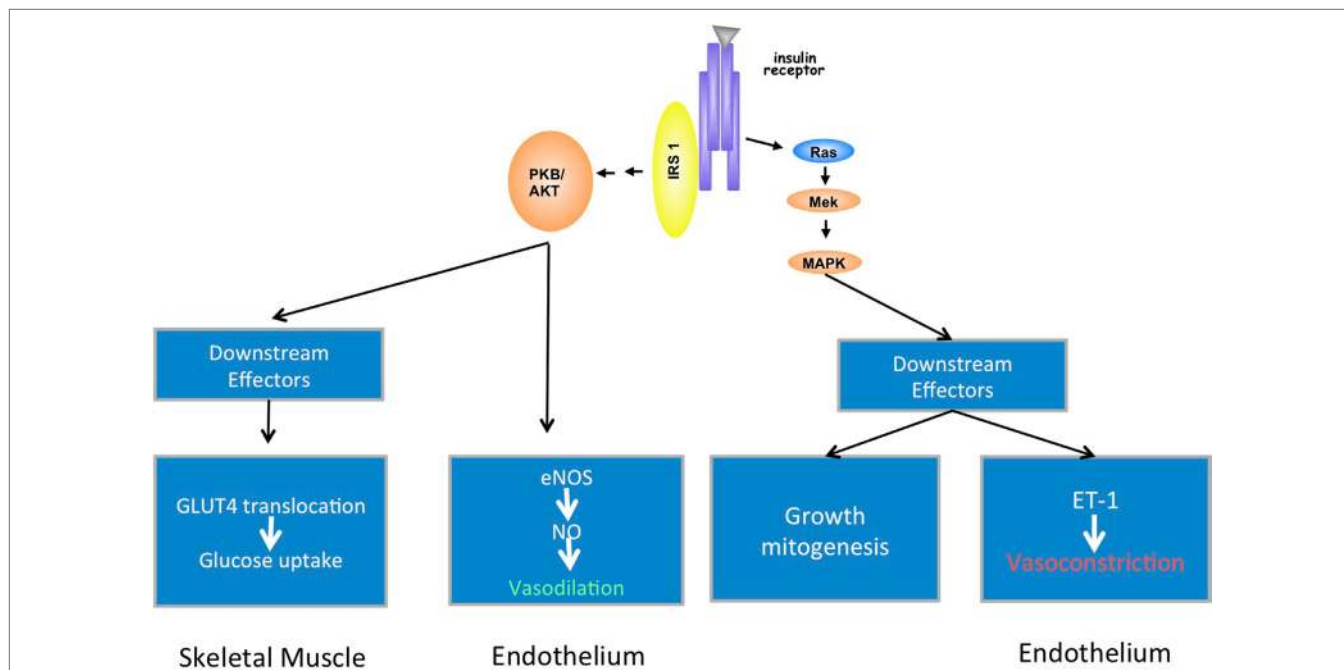 insulin
receptor
IRS 1
PKB/
AKT
Ras
Mek
MAPK
Downstream
Effectors
Downstream
Effectors
GLUT4 translocation
Glucose uptake
eNOS
NO
Vasodilation
Growth
mitogenesis
ET-1
Vasoconstriction
Skeletal Muscle
Endothelium
Endothelium